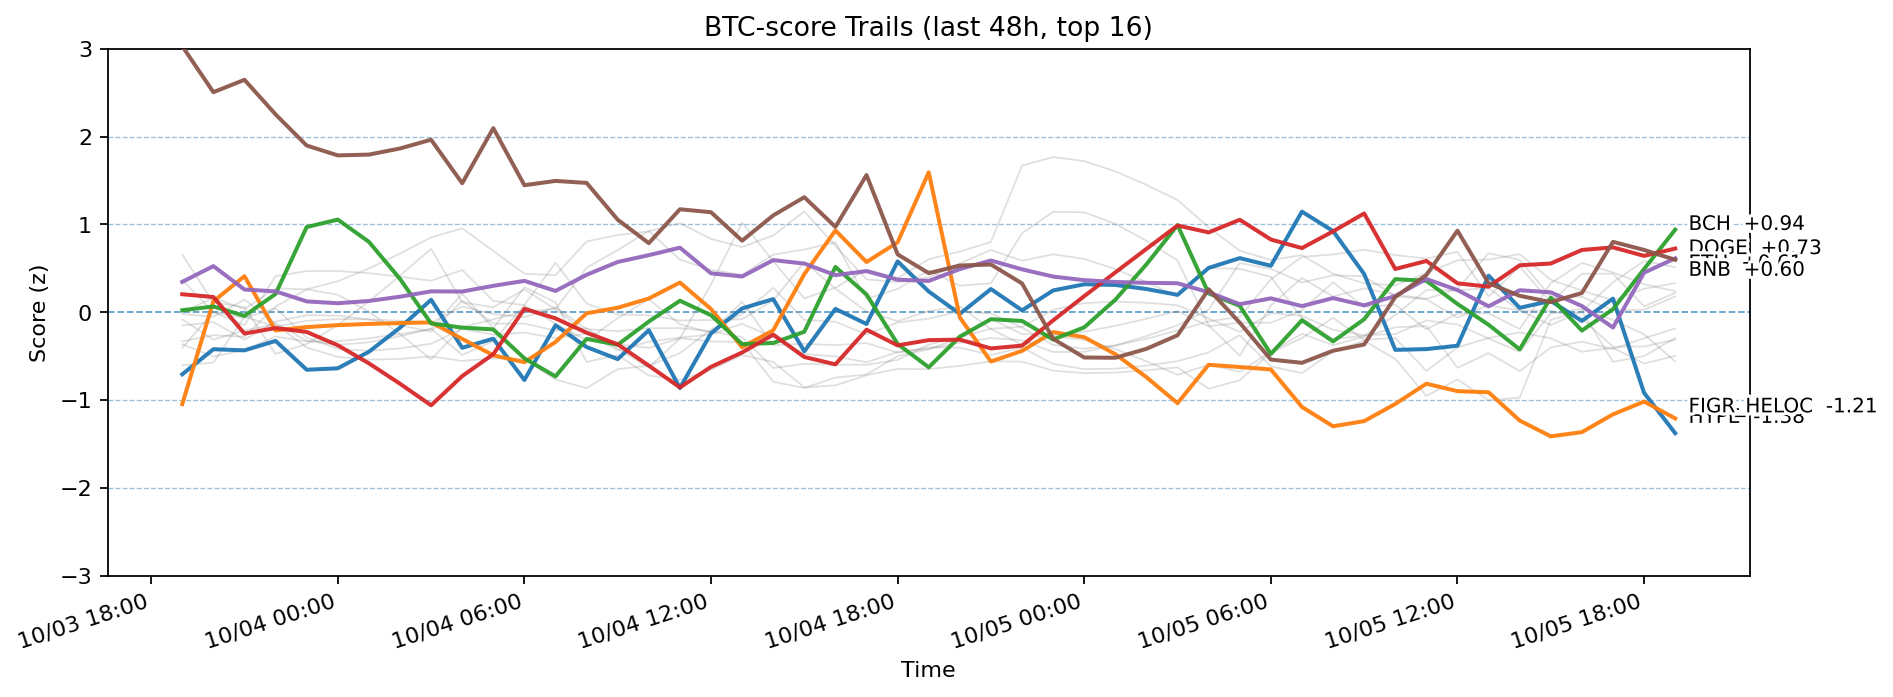 BTC-score Trails (last 48h, top 16)
Score (z)
3
2
1
0
−1
−2
−3
BCH +0.94
DOGE +0.73
BNB +0.60
FIGR_HELOC -1.21
-1.38
10/03 18:00
10/04 00:00
10/04 06:00
10/04 12:00
10/04 18:00
10/05 00:00
10/05 06:00
10/05 12:00
10/05 18:00
Time